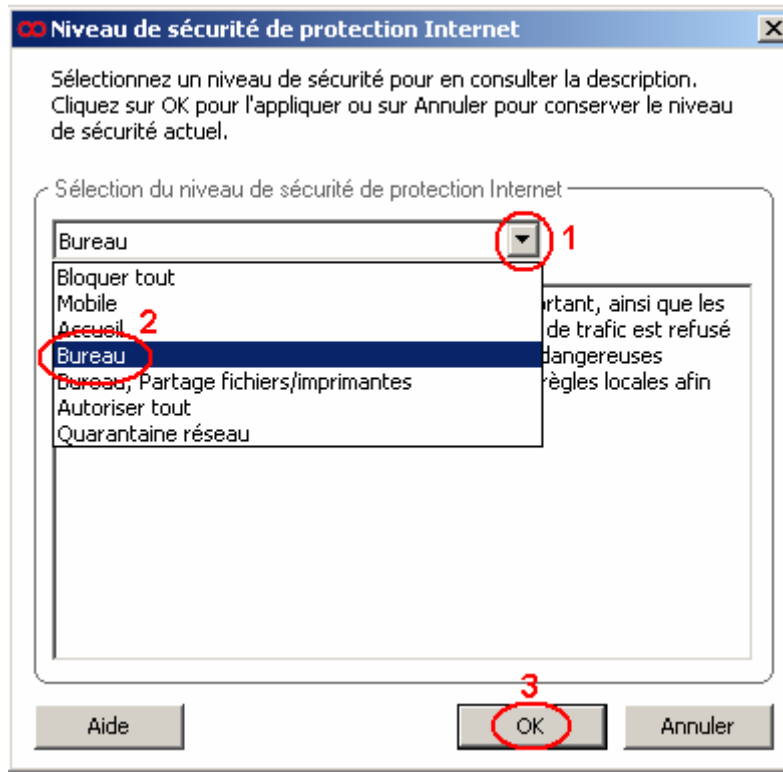 Niveau de sécurité de protection Internet
Sélectionnez un niveau de sécurité pour en consulter la description.
Cliquez sur OK pour l'appliquer ou sur Annuler pour conserver le niveau
de sécurité actuel.
Sélection du niveau de sécurité de protection Internet
Bureau
1
Bloquer tout
Mobile
rtant, ainsi que les
Accueil
2
de trafic est refusé
Bureau
dangereuses
Bureau, Partage fichiers/imprimantes
règles locales afin
Autoriser tout
Quarantaine réseau
3
Aide
OK
Annuler